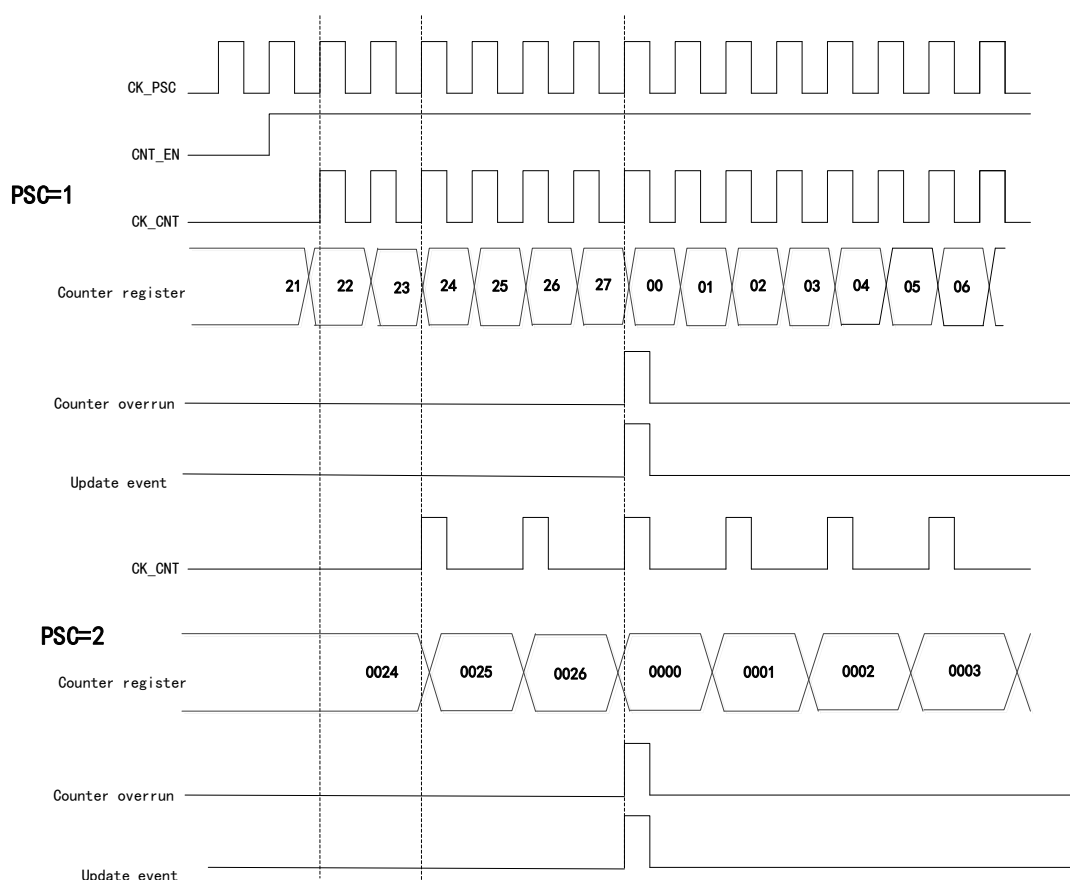 CK_PSC
CNT_EN
PSC=1
CK_CNT
Counter register 21 22 23 24 25 26 27 00 01 02 03 04 05 06
Counter overrun
Update event
CK_CNT
PSC=2
Counter register 0024 0025 0026 0000 0001 0002 0003
Counter overrun
Update event